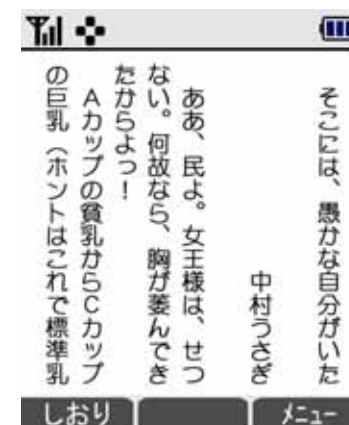 そこには、愚かな自分がいた
中村うさぎ
ああ、民よ。女王様は、せつ
ない。何故なら、胸が萎んでき
たからよっ！
Aカップの貧乳からCカップ
の巨乳（ホントはこれで標準乳
しおり
メニュー